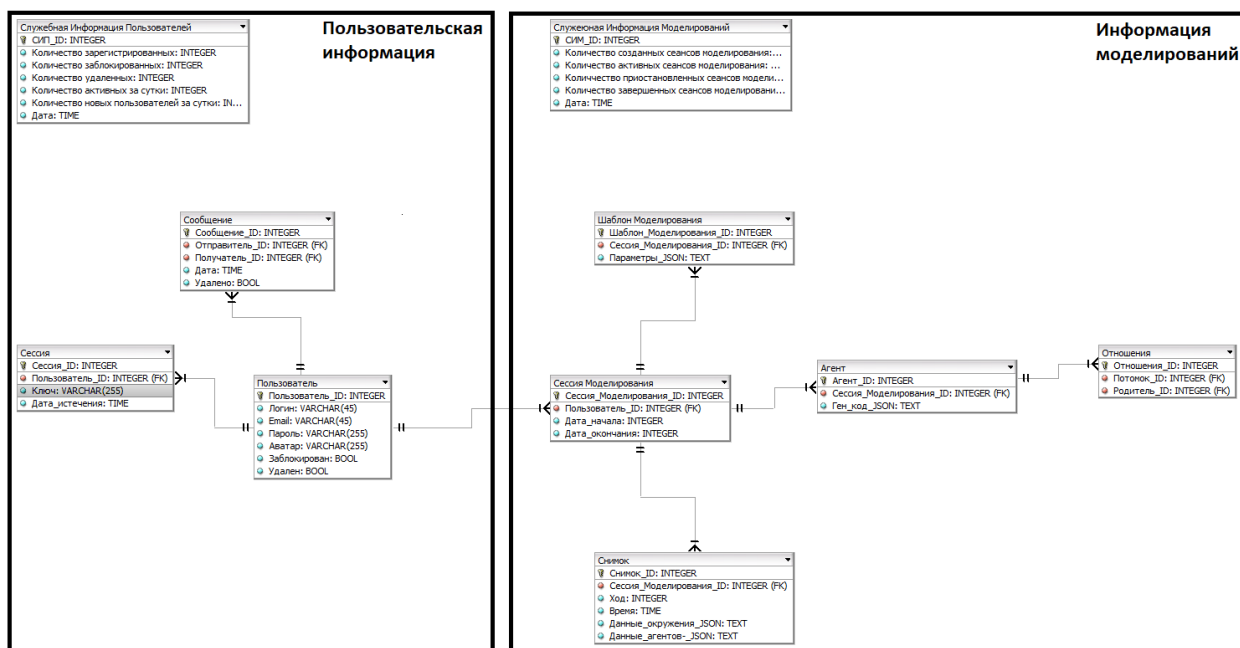 Пользовательская
информация
Служебная Информация Пользователей
СИП_ID: INTEGER
Количество зарегистрированных: INTEGER
Количество заблокированных: INTEGER
Количество удаленных: INTEGER
Количество активных за сутки: INTEGER
Количество новых пользователей за сутки: IN...
Дата: TIME
Сообщение
Сообщение_ID: INTEGER
Отправитель_ID: INTEGER (FK)
Получатель_ID: INTEGER (FK)
Дата: TIME
Удалено: BOOL
Сессия
Сессия_ID: INTEGER
Пользователь_ID: INTEGER (FK)
Ключ: VARCHAR(255)
Дата_истечения: TIME
Пользователь
Пользователь_ID: INTEGER
Логин: VARCHAR(45)
Email: VARCHAR(45)
Пароль: VARCHAR(255)
Аватар: VARCHAR(255)
Заблокирован: BOOL
Удален: BOOL
Информация
моделирований
Служеюная Информация Моделирований
СИМ_ID: INTEGER
Количество созданных сеансов моделирования:...
Количество активных сеансов моделирования: ...
Количчество приостановленных сеансов модели...
Количество завершенных сеансов моделировани...
Дата: TIME
Шаблон Моделирования
Шаблон_Моделирования_ID: INTEGER
Сессия_Моделирования_ID: INTEGER (FK)
Параметры_JSON: TEXT
Сессия Моделирования
Сессия_Моделирования_ID: INTEGER
Пользователь_ID: INTEGER (FK)
Дата_начала: INTEGER
Дата_окончания: INTEGER
Агент
Агент_ID: INTEGER
Сессия_Моделирования_ID: INTEGER (FK)
Ген_код_JSON: TEXT
Отношения
Отношения_ID: INTEGER
Потомок_ID: INTEGER (FK)
Родитель_ID: INTEGER (FK)
Снимок
Снимок_ID: INTEGER
Сессия_Моделирования_ID: INTEGER (FK)
Ход: INTEGER
Время: TIME
Данные_окружения_JSON: TEXT
Данные_агентов-_JSON: TEXT